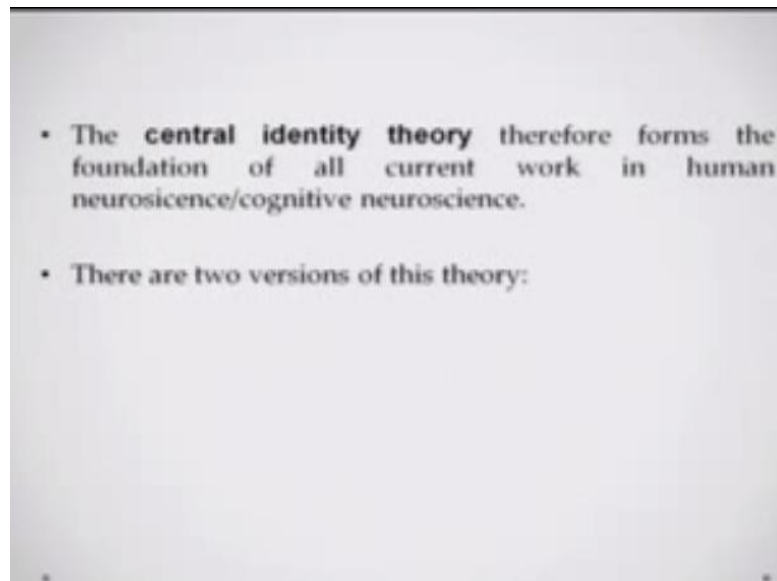 • The central identity theory therefore forms the
foundation of all current work in human
neurosicence/cognitive neuroscience.
• There are two versions of this theory: